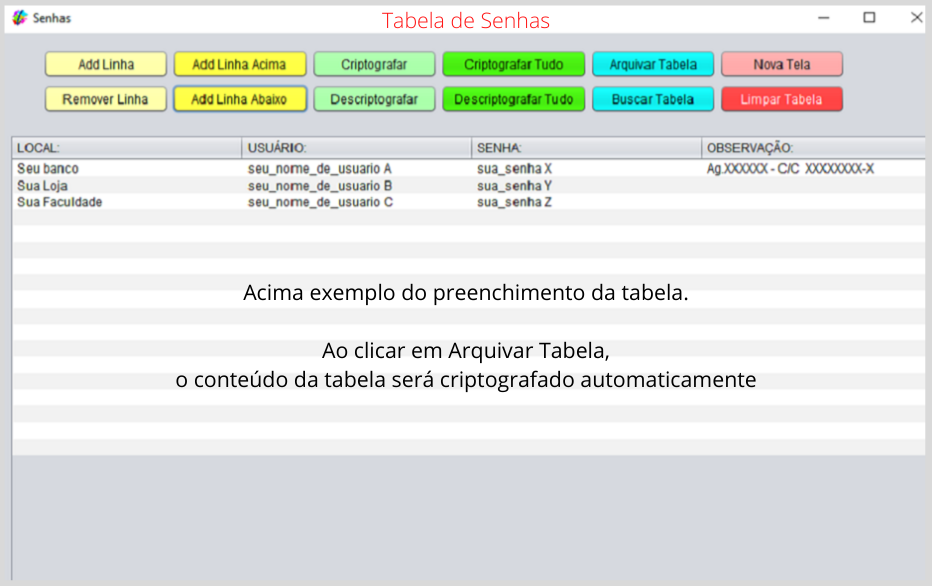 Senhas
Tabela de Senhas
Add Linha Add Linha Acima Criptografar Criptografar Tudo Arquivar Tabela Nova Tela
Remover Linha Add Linha Abaixo Descriptografar Descriptografar Tudo Buscar Tabela Limpar Tabela
LOCAL: USUÁRIO: SENHA: OBSERVAÇÃO:
Seu banco seu_nome_de_usuario A sua_senha X Ag.XXXXXX - C/C XXXXXXXX-X
Sua Loja seu_nome_de_usuario B sua_senha Y
Sua Faculdade seu_nome_de_usuario C sua_senha Z
Acima exemplo do preenchimento da tabela.
Ao clicar em Arquivar Tabela,
o conteúdo da tabela será criptografado automaticamente